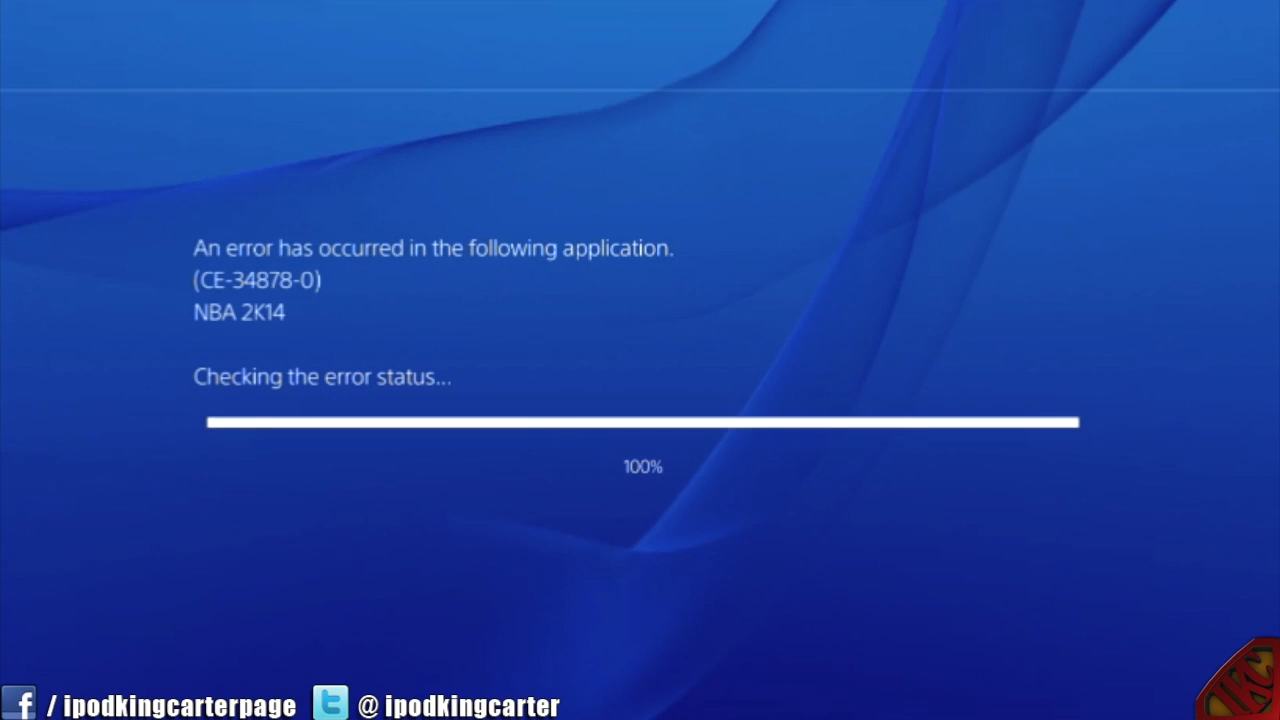 An error has occurred in the following application.
(CE-34878-0)
NBA 2K14
Checking the error status...
100%
f / ipodkingcarterpage t @ ipodkingcarter